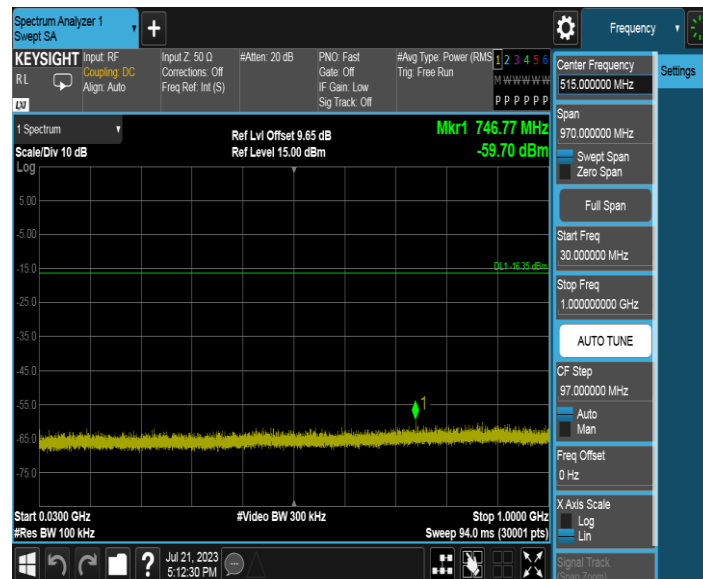 Spectrum Analyzer 1
Swept SA
Frequency
KEYSIGHT
RL
LXI
Input: RF
Coupling: DC
Align: Auto
Input Z: 50 Ω
Corrections: Off
Freq Ref: Int (S)
#Atten: 20 dB
PNO: Fast
Gate: Off
IF Gain: Low
Sig Track: Off
#Avg Type: Power (RMS
Trig: Free Run
1 2 3 4 5 6
M W W W W W
P P P P P P
1 Spectrum
Scale/Div 10 dB
Log
Ref Lvl Offset 9.65 dB
Ref Level 15.00 dBm
Mkr1 746.77 MHz
-59.70 dBm
5.00
-5.00
-15.0
-25.0
-35.0
-45.0
-55.0
-65.0
-75.0
DL1 -16.35 dBm
1
Start 0.0300 GHz
#Res BW 100 kHz
#Video BW 300 kHz
Stop 1.0000 GHz
Sweep 94.0 ms (30001 pts)
?
Jul 21, 2023
5:12:30 PM
Center Frequency
515.000000 MHz
Span
970.000000 MHz
Swept Span
Zero Span
Full Span
Start Freq
30.000000 MHz
Stop Freq
1.000000000 GHz
AUTO TUNE
CF Step
97.000000 MHz
Auto
Man
Freq Offset
0 Hz
X Axis Scale
Log
Lin
Signal Track
(Span Zoom)
Settings